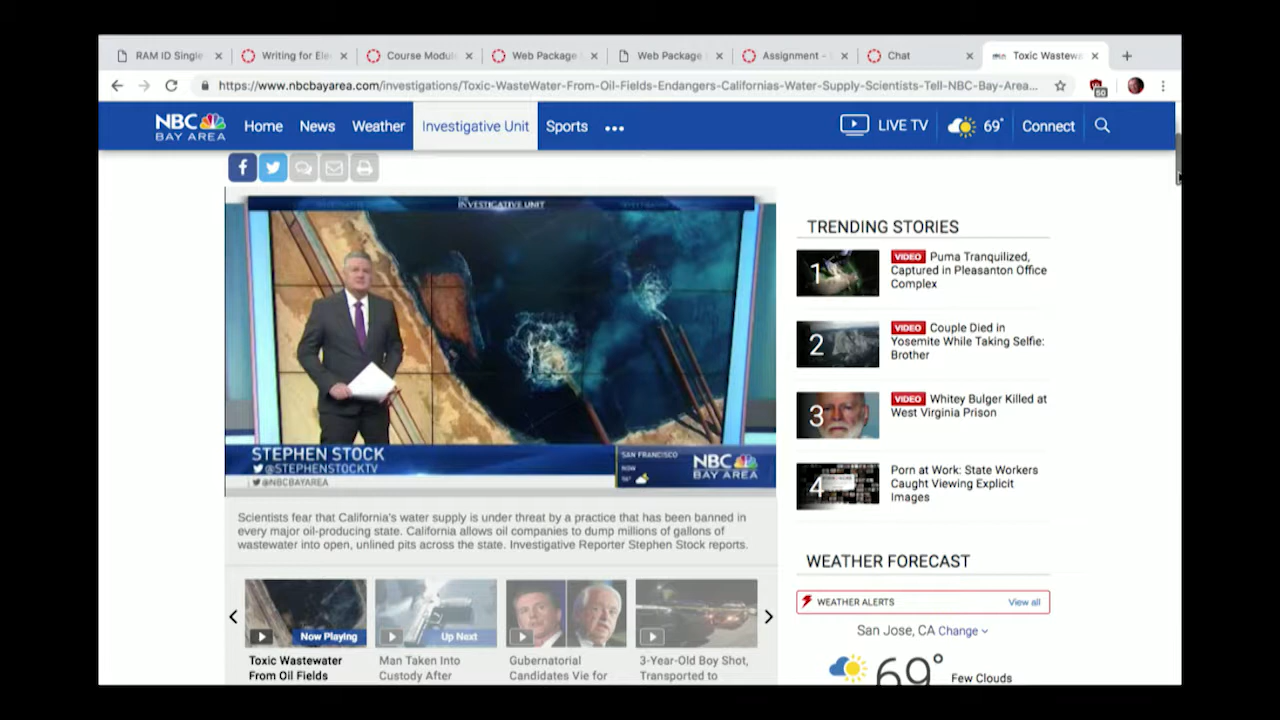 RAM ID Single
Writing for Ele
Course Modul
Web Package
Web Package
Assignment -
Chat
Toxic Wastew
https://www.nbcbayarea.com/investigations/Toxic-WasteWater-From-Oil-Fields-Endangers-Californias-Water-Supply-Scientists-Tell-NBC-Bay-Area...
50
NBC
BAY AREA
Home
News
Weather
Investigative Unit
Sports
LIVE TV
69°
Connect
INVESTIGATIVE UNIT
STEPHEN STOCK
@STEPHENSTOCKTV
@NBCBAYAREA
SAN FRANCISCO
NOW
NBC
BAY AREA
Scientists fear that California's water supply is under threat by a practice that has been banned in
every major oil-producing state. California allows oil companies to dump millions of gallons of
wastewater into open, unlined pits across the state. Investigative Reporter Stephen Stock reports.
Now Playing
Up Next
Toxic Wastewater
From Oil Fields
Man Taken Into
Custody After
Gubernatorial
Candidates Vie for
3-Year-Old Boy Shot,
Transported to
TRENDING STORIES
1
VIDEO Puma Tranquilized,
Captured in Pleasanton Office
Complex
2
VIDEO Couple Died in
Yosemite While Taking Selfie:
Brother
3
VIDEO Whitey Bulger Killed at
West Virginia Prison
4
Porn at Work: State Workers
Caught Viewing Explicit
Images
WEATHER FORECAST
WEATHER ALERTS
View all
San Jose, CA Change
69°
Few Clouds